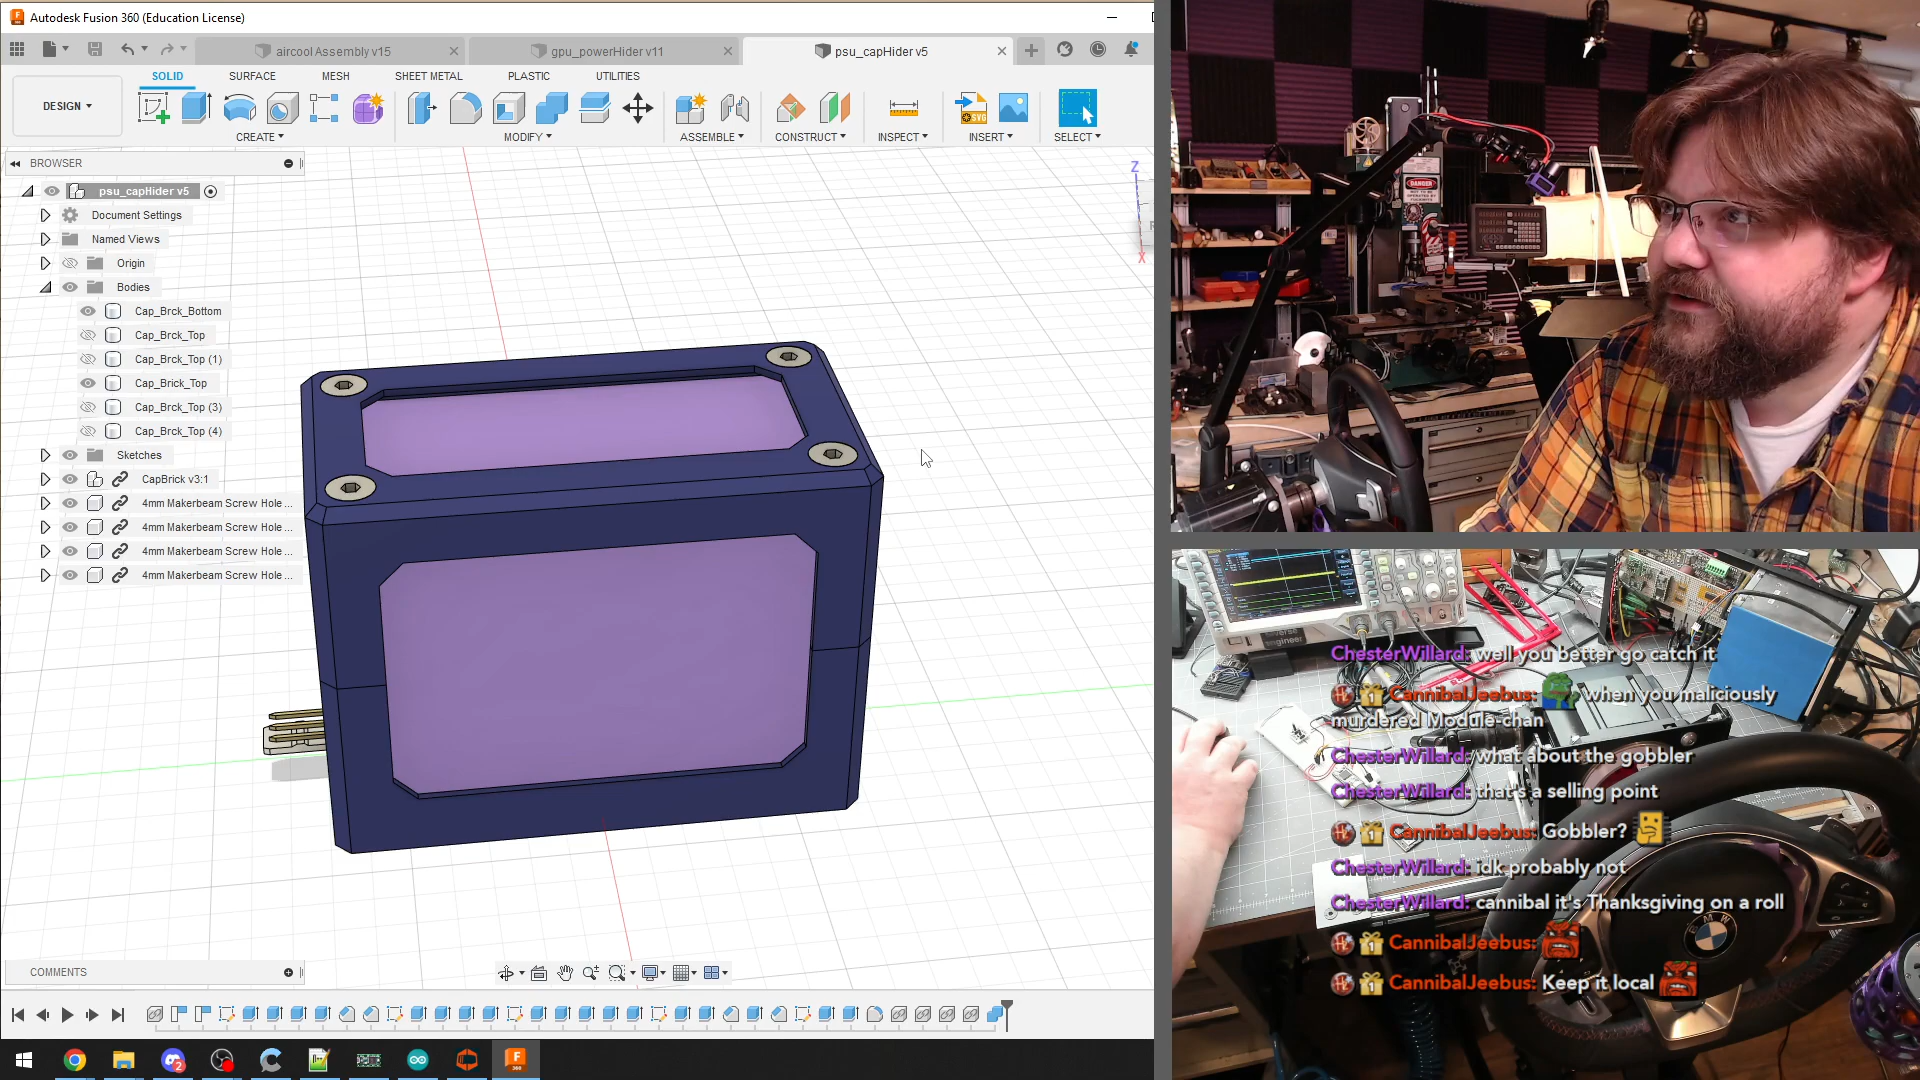 Autodesk Fusion 360 (Education License)
aircool Assembly v15
gpu_powerHider v11
psu_capHider v5
SOLID
SURFACE
MESH
SHEET METAL
PLASTIC
UTILITIES
DESIGN
CREATE
MODIFY
ASSEMBLE
CONSTRUCT
INSPECT
INSERT
SELECT
SVG
BROWSER
psu_capHider v5
Document Settings
Named Views
Origin
Bodies
Cap_Brck_Bottom
Cap_Brck_Top
Cap_Brck_Top (1)
Cap_Brick_Top
Cap_Brck_Top (3)
Cap_Brck_Top (4)
Sketches
CapBrick v3:1
4mm Makerbeam Screw Hole ...
4mm Makerbeam Screw Hole ...
4mm Makerbeam Screw Hole ...
4mm Makerbeam Screw Hole ...
Z
X
COMMENTS
DANGER
ChesterWillard: well you better go catch it
CannibalJeebus: when you maliciously
murdered Module-chan
ChesterWillard: what about the gobbler
ChesterWillard: that's a selling point
CannibalJeebus: Gobbler?
ChesterWillard: idk probably not
ChesterWillard: cannibal it's Thanksgiving on a roll
CannibalJeebus:
CannibalJeebus: Keep it local
BMW